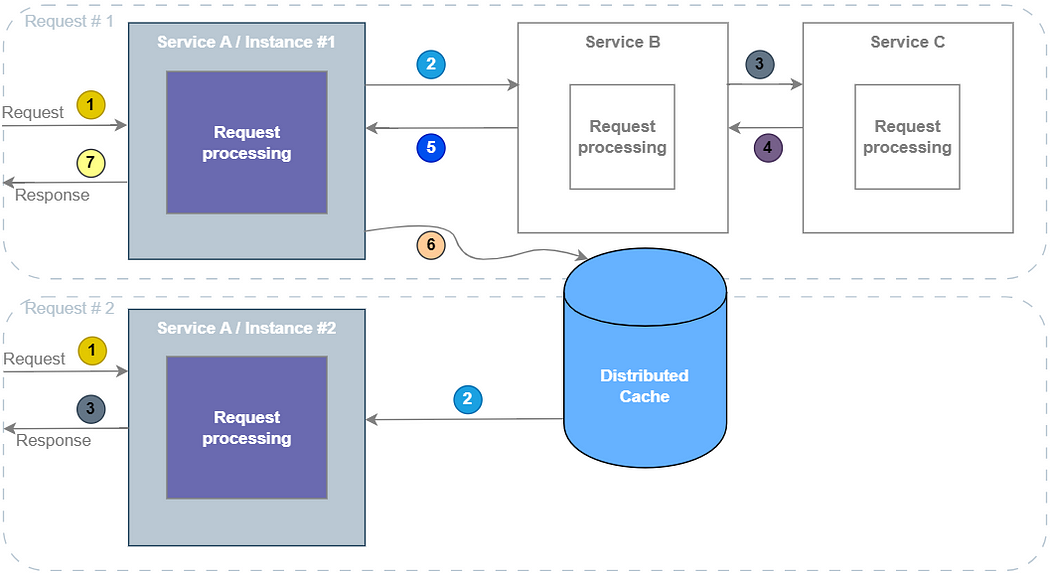 Request # 1
Service A / Instance #1
Service B
Service C
2
3
1
Request
Request
processing
Request
processing
Request
processing
5
4
7
Response
6
Request # 2
Service A / Instance #2
1
Request
Distributed
Cache
2
3
Response
Request
processing